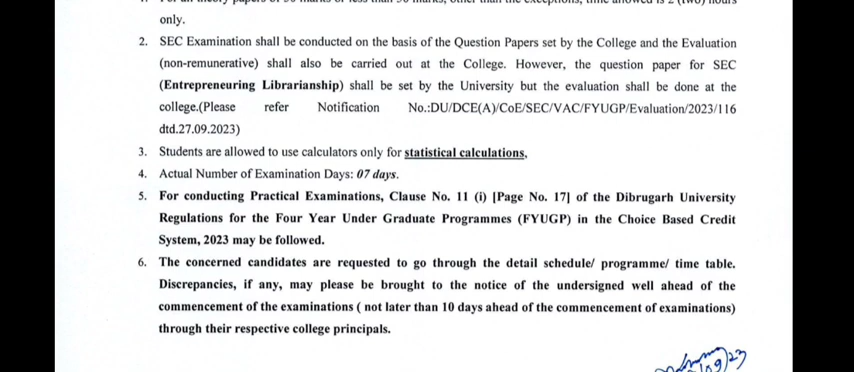 only.
2. SEC Examination shall be conducted on the basis of the Question Papers set by the College and the Evaluation
(non-remunerative) shall also be carried out at the College. However, the question paper for SEC
(Entrepreneuring Librarianship) shall be set by the University but the evaluation shall be done at the
college.(Please refer Notification No.:DU/DCE(A)/CoE/SEC/VAC/FYUGP/Evaluation/2023/116
dtd.27.09.2023)
3. Students are allowed to use calculators only for statistical calculations.
4. Actual Number of Examination Days: 07 days.
5. For conducting Practical Examinations, Clause No. 11 (i) [Page No. 17] of the Dibrugarh University
Regulations for the Four Year Under Graduate Programmes (FYUGP) in the Choice Based Credit
System, 2023 may be followed.
6. The concerned candidates are requested to go through the detail schedule/ programme/ time table.
Discrepancies, if any, may please be brought to the notice of the undersigned well ahead of the
commencement of the examinations ( not later than 10 days ahead of the commencement of examinations)
through their respective college principals.